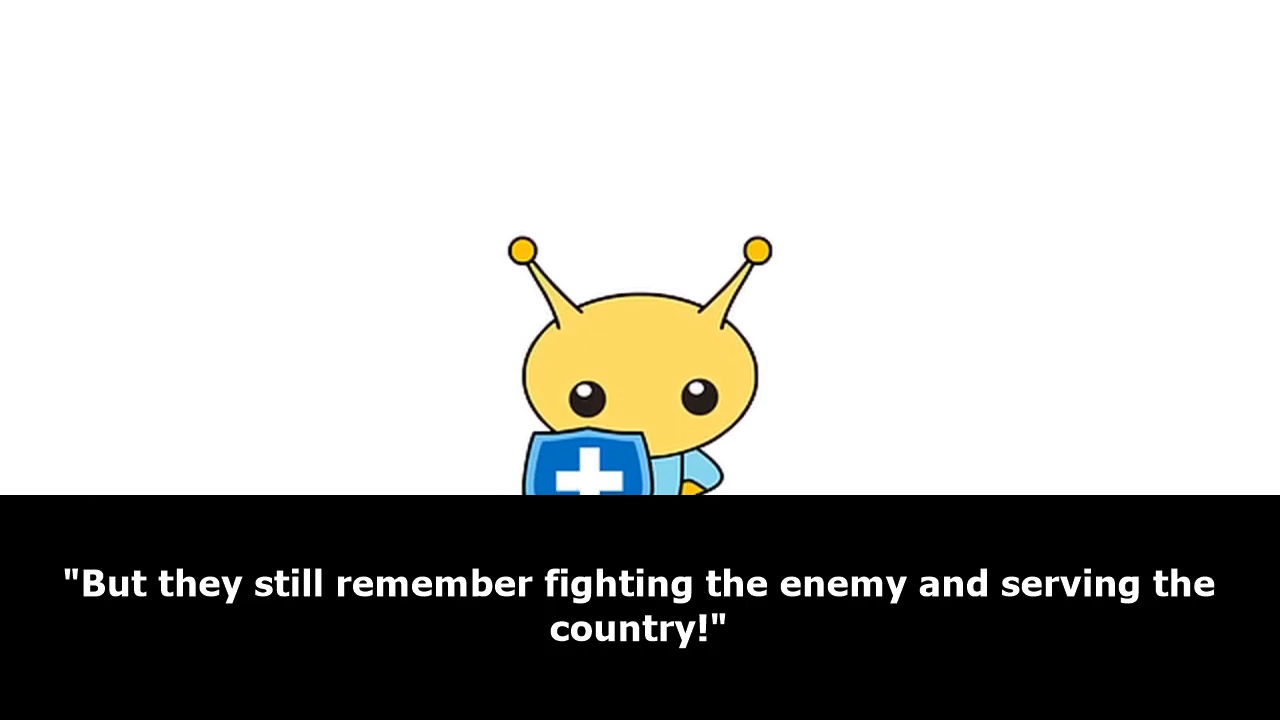 "But they still remember fighting the enemy and serving the
country!"